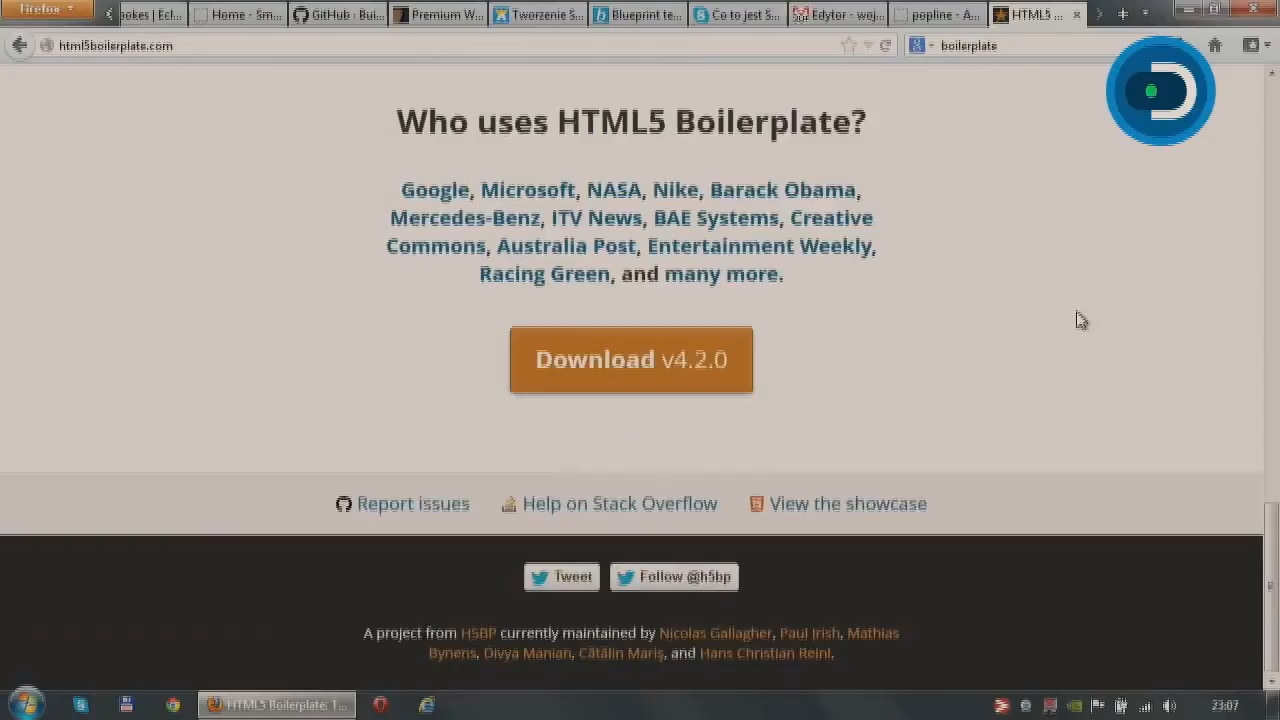 Firefox
ookes | Ecl...
Home - Sm...
GitHub · Bui...
Premium W...
Tworzenie S...
Blueprint te...
Co to jest S...
Edytor - woj...
popline - A...
HTML5 ...
html5boilerplate.com
boilerplate
Who uses HTML5 Boilerplate?
Google, Microsoft, NASA, Nike, Barack Obama,
Mercedes-Benz, ITV News, BAE Systems, Creative
Commons, Australia Post, Entertainment Weekly,
Racing Green, and many more.
Download v4.2.0
Report issues
Help on Stack Overflow
View the showcase
Tweet
Follow @h5bp
A project from H5BP currently maintained by Nicolas Gallagher, Paul Irish, Mathias
Bynens, Divya Manian, Cătălin Mariș, and Hans Christian Reinl.
HTML5 Boilerplate: T...
23:07